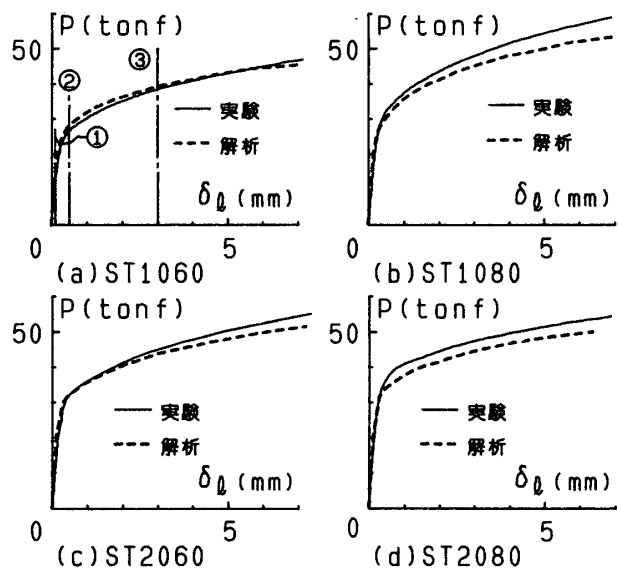 P(tonf)
50
②
③
①
実験
解析
δℓ(mm)
0
5
(a)ST1060
P(tonf)
50
実験
解析
δℓ(mm)
0
5
(b)ST1080
P(tonf)
50
実験
解析
δℓ(mm)
0
5
(c)ST2060
P(tonf)
50
実験
解析
δℓ(mm)
0
5
(d)ST2080